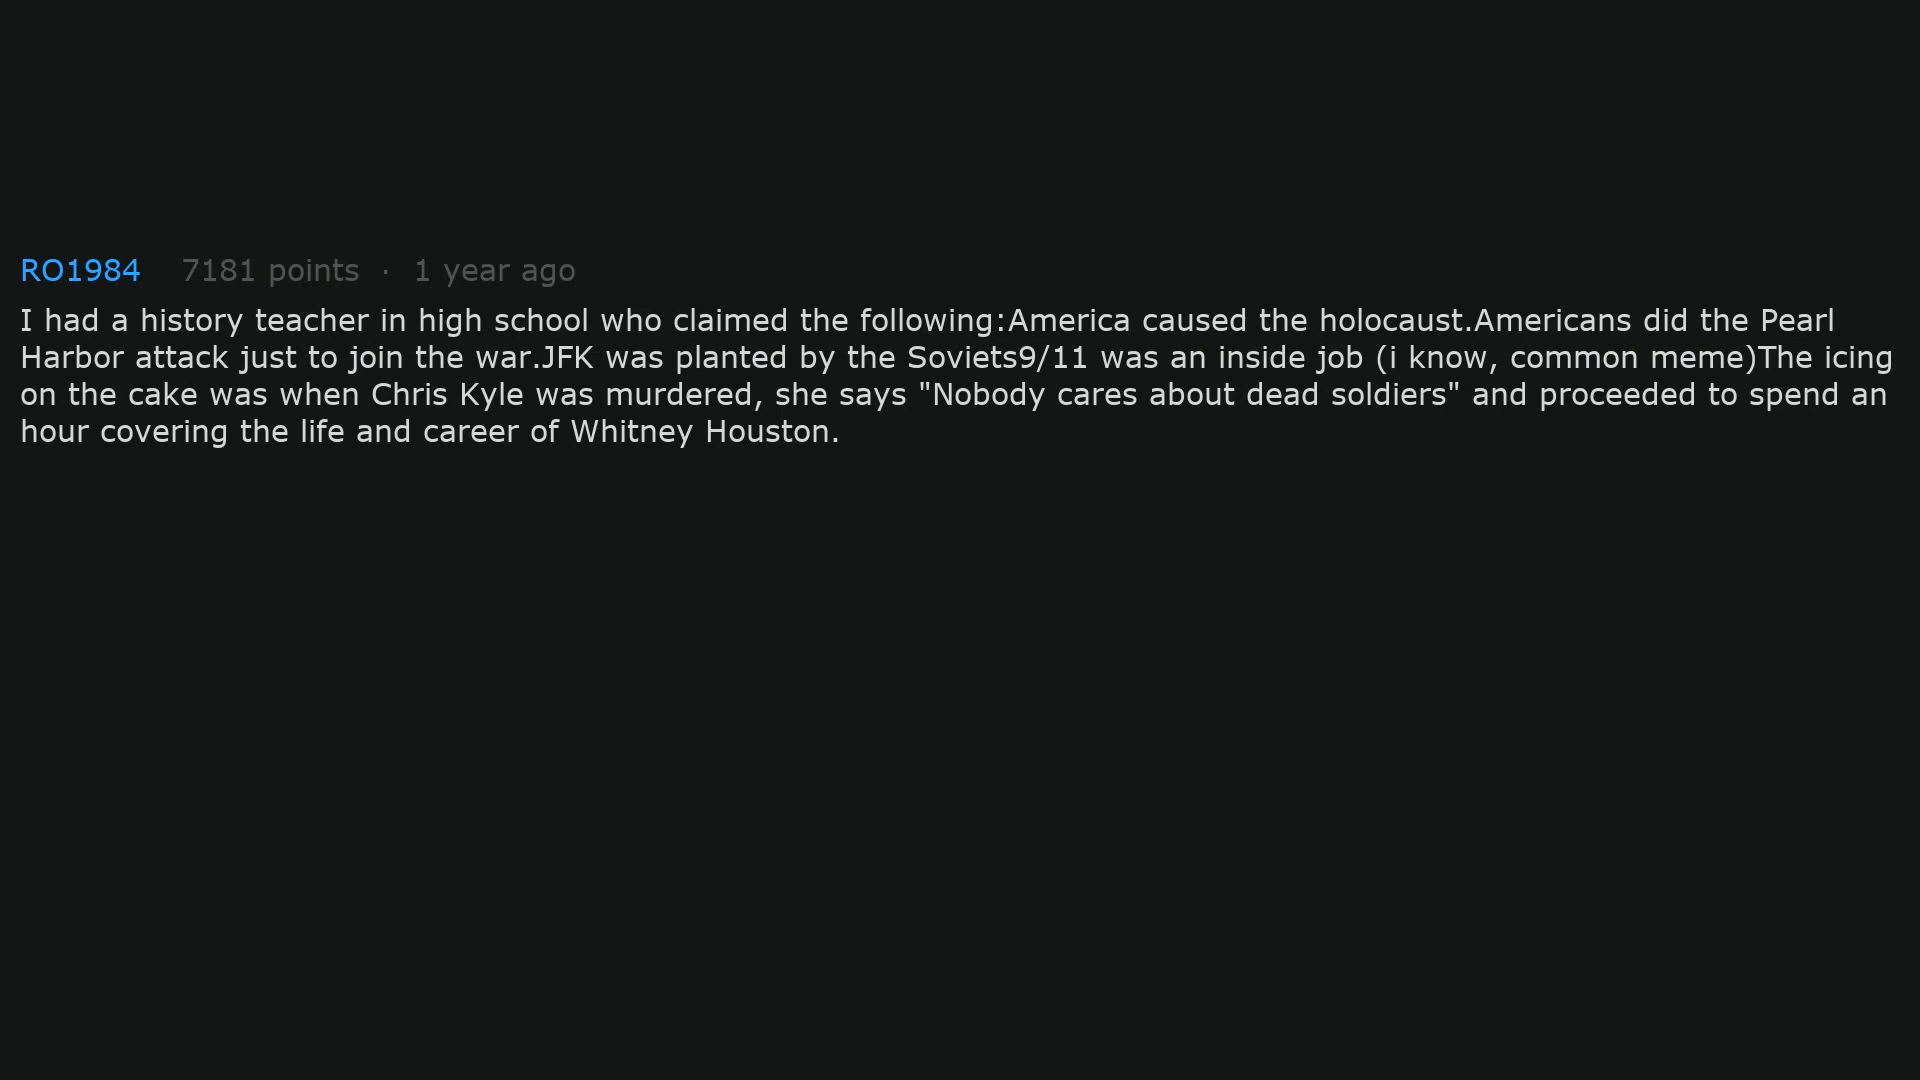 RO1984 7181 points · 1 year ago
I had a history teacher in high school who claimed the following:America caused the holocaust.Americans did the Pearl
Harbor attack just to join the war.JFK was planted by the Soviets9/11 was an inside job (i know, common meme)The icing
on the cake was when Chris Kyle was murdered, she says "Nobody cares about dead soldiers" and proceeded to spend an
hour covering the life and career of Whitney Houston.